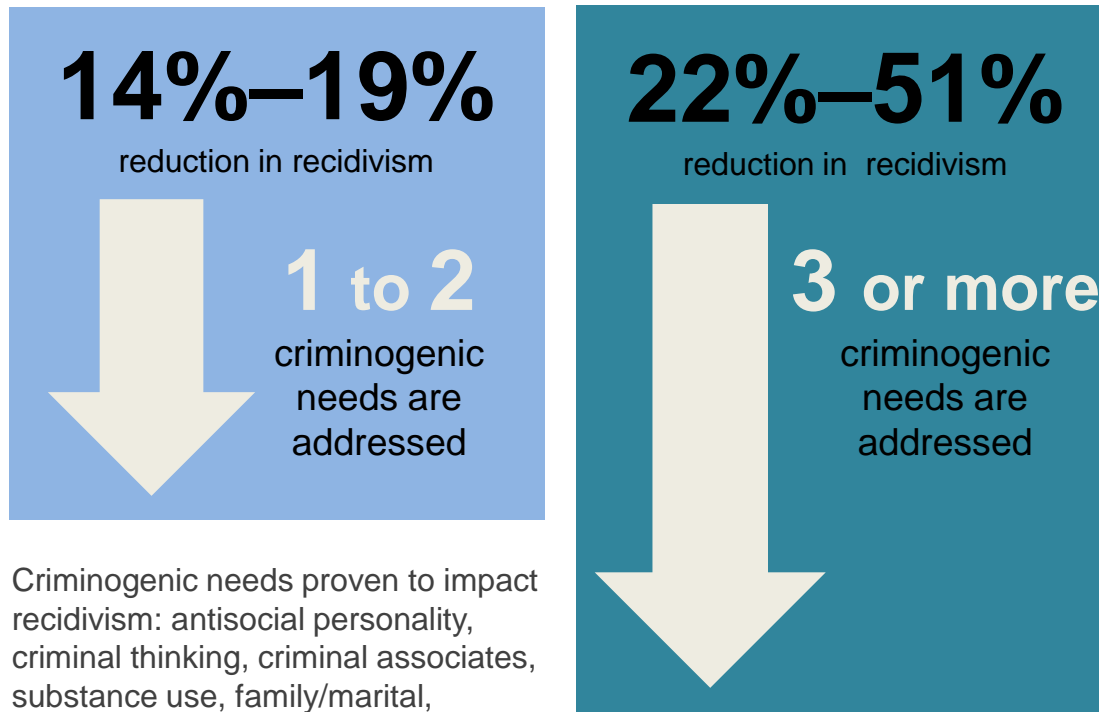 14%–19%
reduction in recidivism
1 to 2
criminogenic
needs are
addressed
Criminogenic needs proven to impact
recidivism: antisocial personality,
criminal thinking, criminal associates,
substance use, family/marital,
22%–51%
reduction in recidivism
3 or more
criminogenic
needs are
addressed